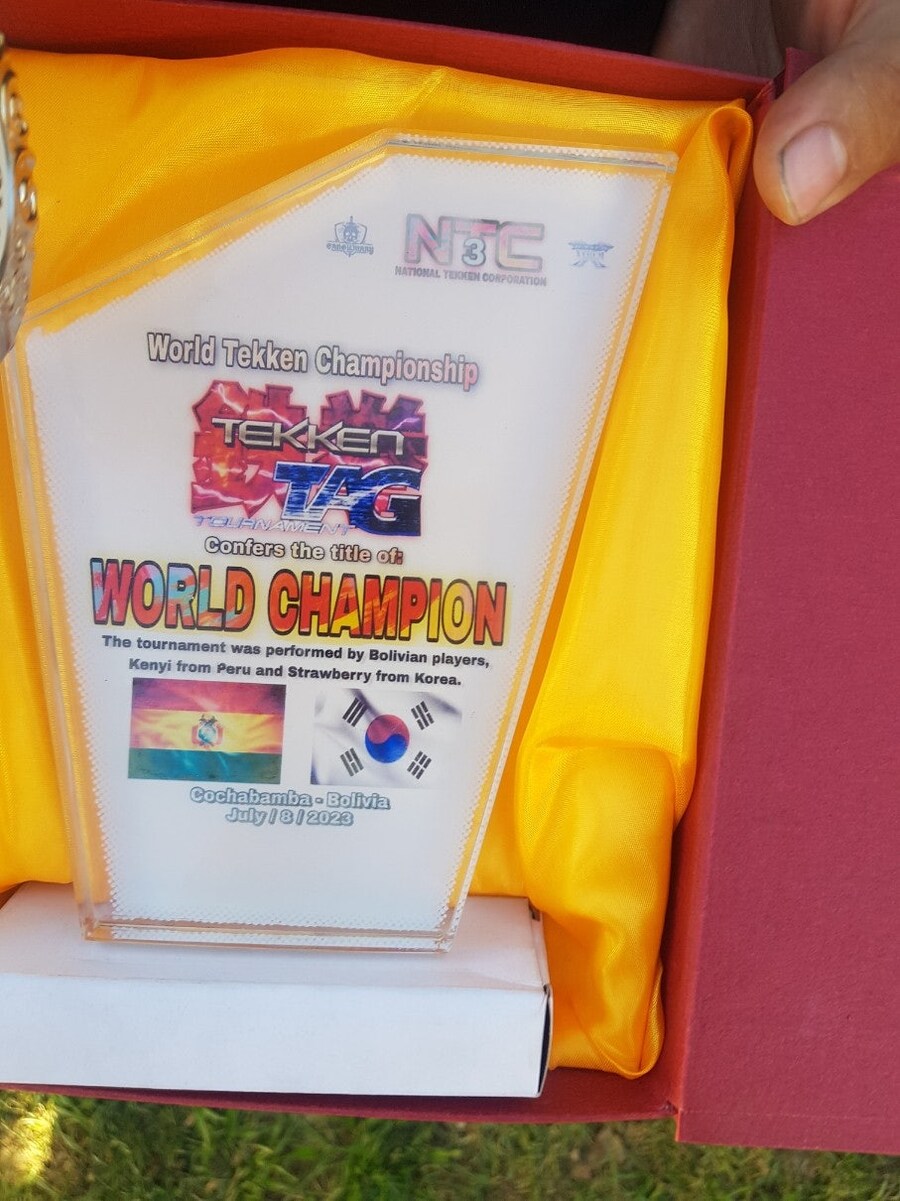 NTC
3
NATIONAL TEKKEN CORPORATION
World Tekken Championship
TEKKEN
TAG
TOURNAMENT
Confers the title of:
WORLD CHAMPION
The tournament was performed by Bolivian players,
Kenyi from Peru and Strawberry from Korea.
Cochabamba - Bolivia
July / 8 / 2023